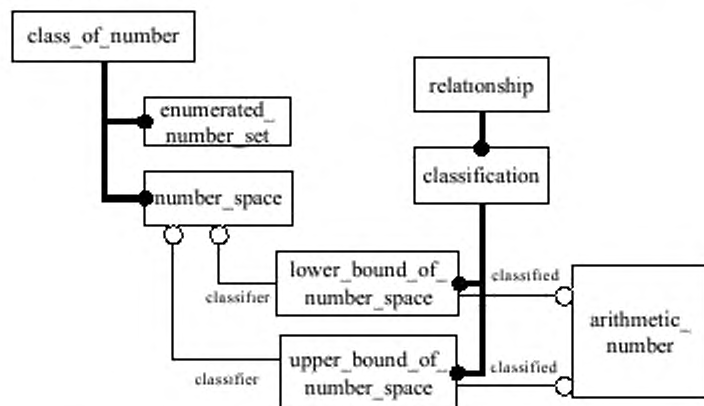 class_of_number
relationship
enumerated_
number_set
classification
number_space
lower_bound_of_
number_space
classified
classifier
arithmetic_
number
upper_bound_of_
number_space
classified
classifier